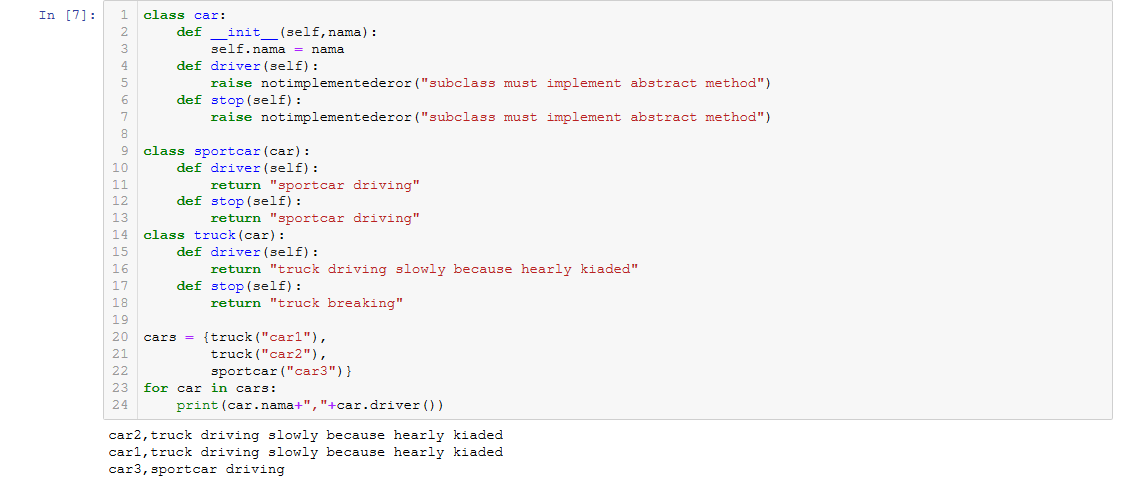 In [7]:
1 class car:
2     def __init__(self,nama):
3         self.nama = nama
4     def driver(self):
5         raise notimplementederor("subclass must implement abstract method")
6     def stop(self):
7         raise notimplementederor("subclass must implement abstract method")
8
9 class sportcar(car):
10     def driver(self):
11         return "sportcar driving"
12     def stop(self):
13         return "sportcar driving"
14 class truck(car):
15     def driver(self):
16         return "truck driving slowly because hearly kiaded"
17     def stop(self):
18         return "truck breaking"
19
20 cars = {truck("car1"),
21         truck("car2"),
22         sportcar("car3")}
23 for car in cars:
24     print(car.nama+","+car.driver())
car2,truck driving slowly because hearly kiaded
car1,truck driving slowly because hearly kiaded
car3,sportcar driving